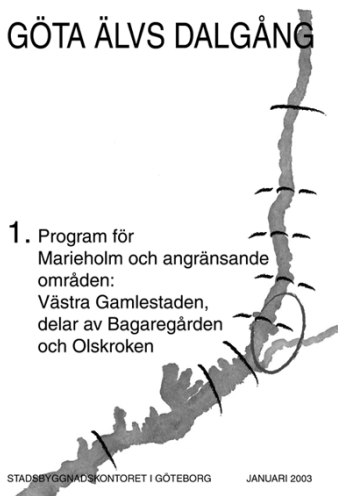 GÖTA ÄLVS DALGÅNG
1. Program för
Marieholm och angränsande
områden:
Västra Gamlestaden,
delar av Bagaregården
och Olskroken
STADSBYGGNADSKONTORET I GÖTEBORG JANUARI 2003